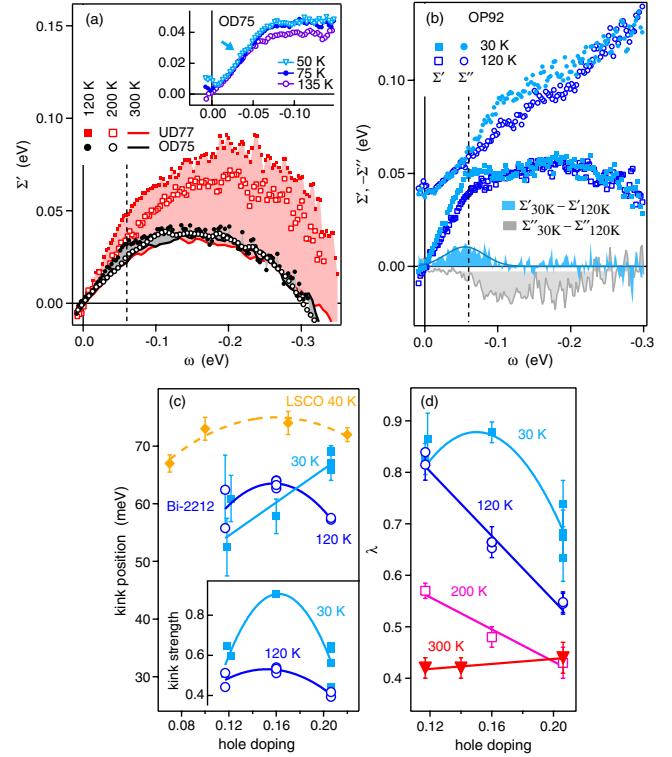 (a)
OD75
0.04
0.02
0.00
50 K
75 K
135 K
0.00
-0.05
-0.10
120 K
200 K
300 K
UD77
OD75
Σ′ (eV)
0.10
0.05
0.00
0.0
-0.1
-0.2
-0.3
ω (eV)
(b)
OP92
30 K
120 K
Σ′ Σ″
Σ′30K − Σ′120K
Σ″30K − Σ″120K
Σ′, −Σ″ (eV)
0.10
0.05
0.00
0.0
-0.1
-0.2
-0.3
ω (eV)
(c)
LSCO 40 K
30 K
Bi-2212
120 K
kink position (meV)
70
60
50
40
30
kink strength
0.8
0.6
0.4
30 K
120 K
0.08
0.12
0.16
0.20
hole doping
(d)
30 K
120 K
200 K
300 K
λ
0.9
0.8
0.7
0.6
0.5
0.4
0.12
0.16
0.20
hole doping